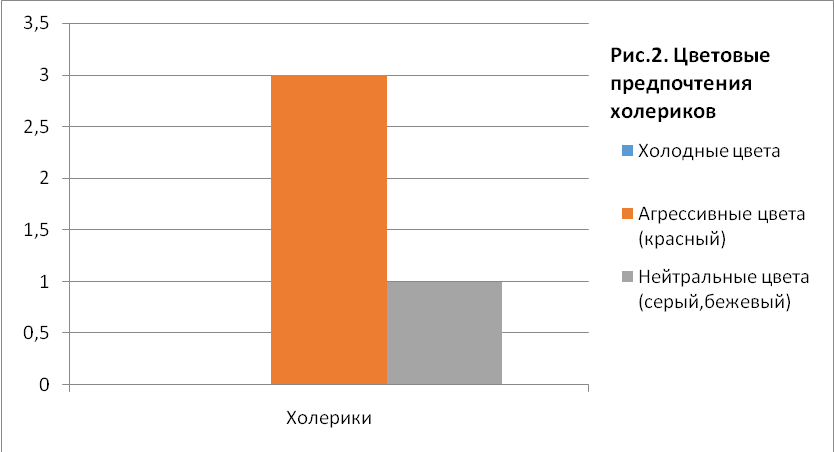 3,5
3
2,5
2
1,5
1
0,5
0
Холерики
Рис.2. Цветовые
предпочтения
холериков
Холодные цвета
Агрессивные цвета
(красный)
Нейтральные цвета
(серый,бежевый)